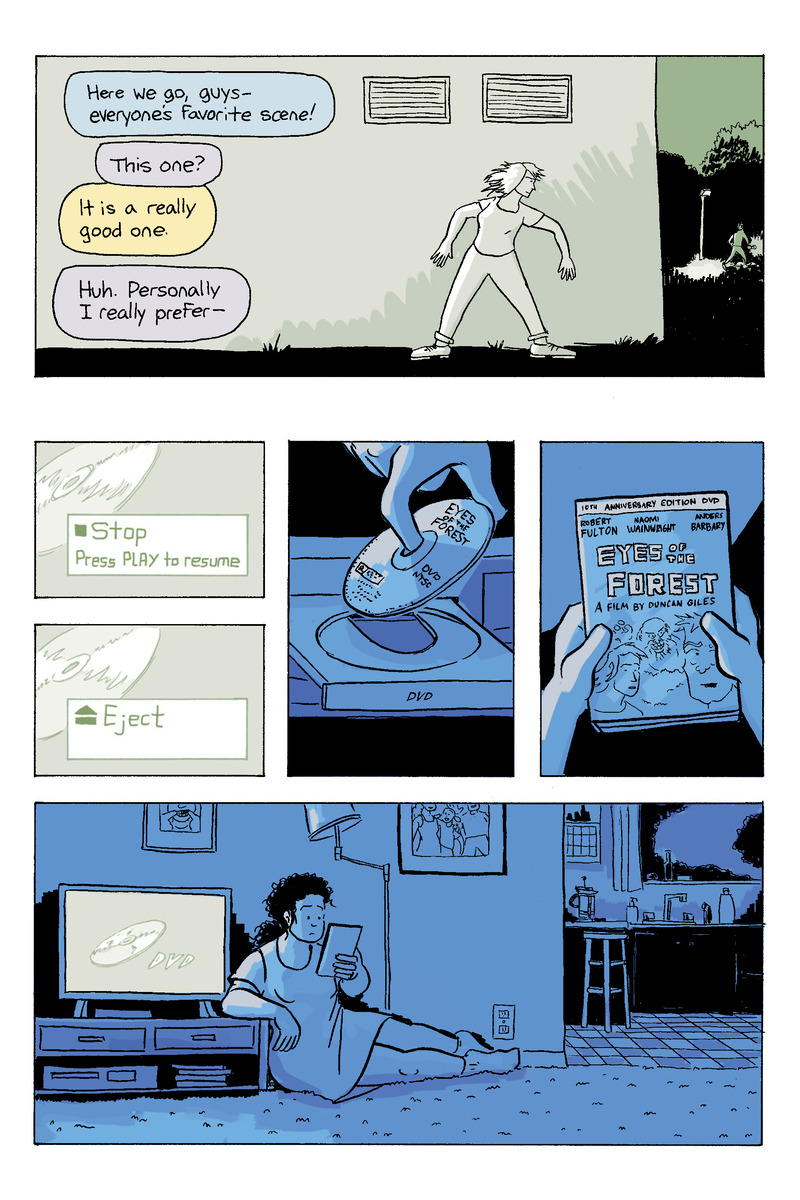 Here we go, guys—
everyone's favorite scene!
This one?
It is a really
good one.
Huh. Personally
I really prefer—
Stop
Press PLAY to resume
Eject
EYES
OF THE
FOREST
DVD
NTSC
DVD
10TH ANNIVERSARY EDITION DVD
ROBERT FULTON
NAOMI WAINWRIGHT
ANDERS BARBARY
EYES OF THE
FOREST
A FILM BY DUNCAN GILES
DVD